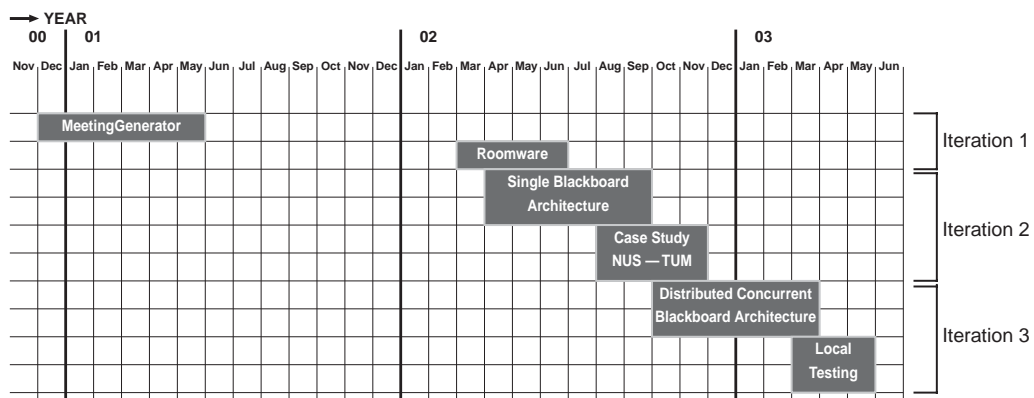 YEAR
00 01 02 03
Nov Dec Jan Feb Mar Apr May Jun Jul Aug Sep Oct Nov Dec Jan Feb Mar Apr May Jun Jul Aug Sep Oct Nov Dec Jan Feb Mar Apr May Jun
MeetingGenerator
Iteration 1
Roomware
Single Blackboard
Architecture
Iteration 2
Case Study
NUS — TUM
Distributed Concurrent
Blackboard Architecture
Iteration 3
Local
Testing